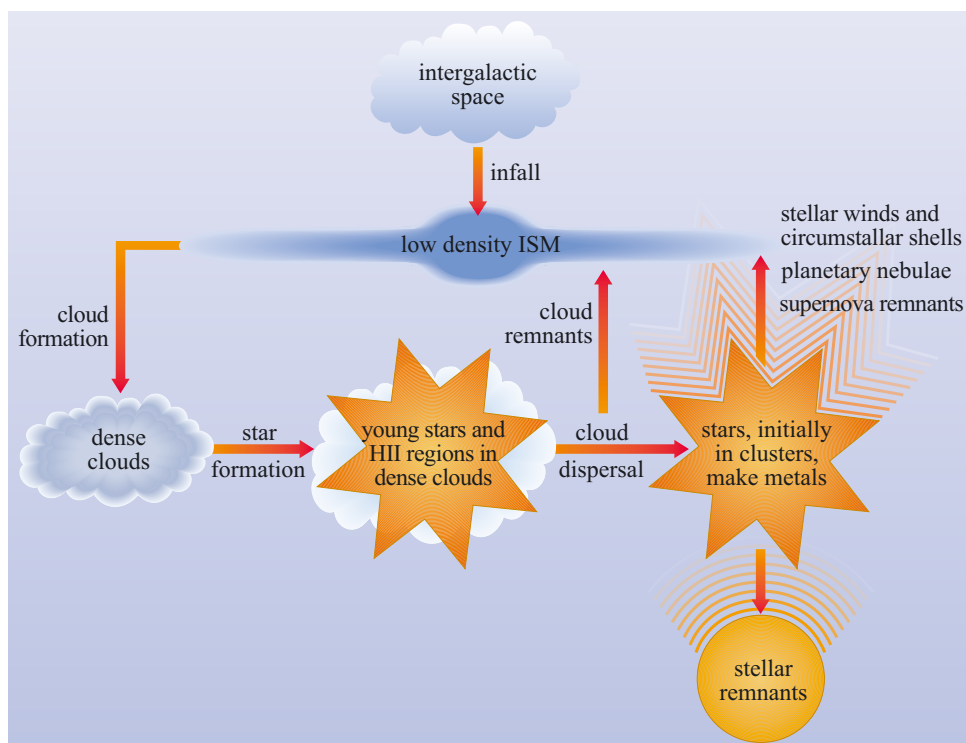 intergalactic
space
infall
low density ISM
stellar winds and
circumstallar shells
planetary nebulae
supernova remnants
cloud
formation
cloud
remnants
dense
clouds
star
formation
young stars and
HII regions in
dense clouds
cloud
dispersal
stars, initially
in clusters,
make metals
stellar
remnants